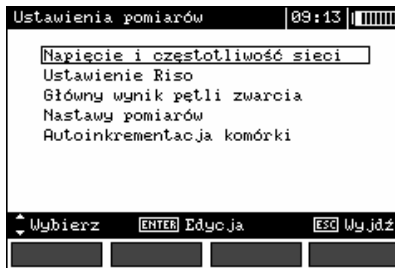 Ustawienia pomiarów 09:13
Napięcie i częstotliwość sieci
Ustawienie Riso
Główny wynik pętli zwarcia
Nastawy pomiarów
Autoinkrementacja komórki
Wybierz ENTER Edycja ESC Wyjdź